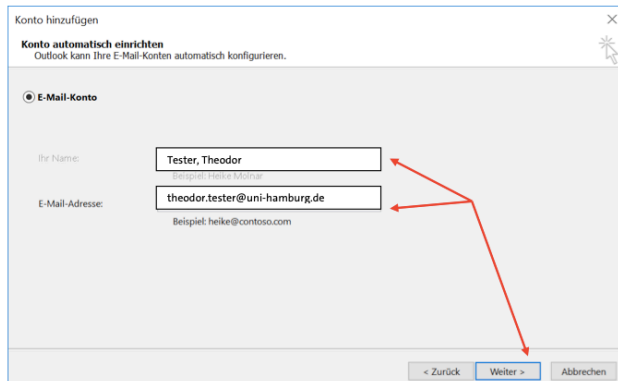 Konto hinzufügen
Konto automatisch einrichten
Outlook kann Ihre E-Mail-Konten automatisch konfigurieren.
E-Mail-Konto
Ihr Name: Tester, Theodor
Beispiel: Heike Molnar
E-Mail-Adresse: theodor.tester@uni-hamburg.de
Beispiel: heike@contoso.com
< Zurück Weiter > Abbrechen